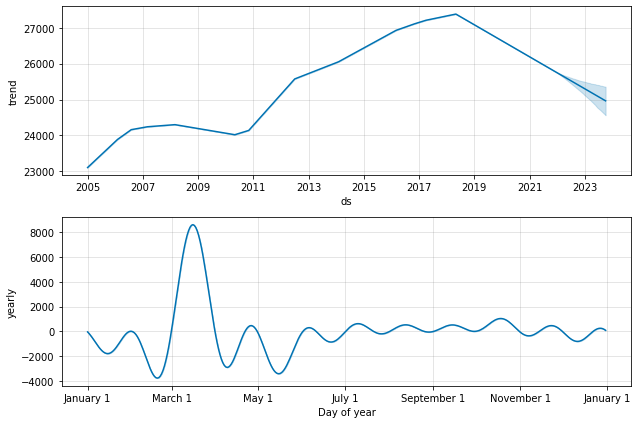 27000
26000
25000
24000
23000
trend
2005 2007 2009 2011 2013 2015 2017 2019 2021 2023
ds
8000
6000
4000
2000
0
−2000
−4000
yearly
January 1 March 1 May 1 July 1 September 1 November 1 January 1
Day of year